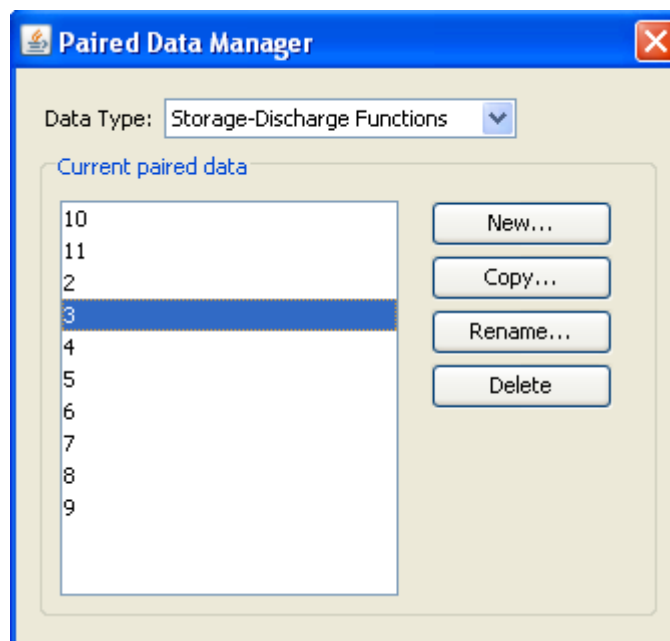 Paired Data Manager
Data Type: Storage-Discharge Functions
Current paired data
10
11
2
3
4
5
6
7
8
9
New...
Copy...
Rename...
Delete